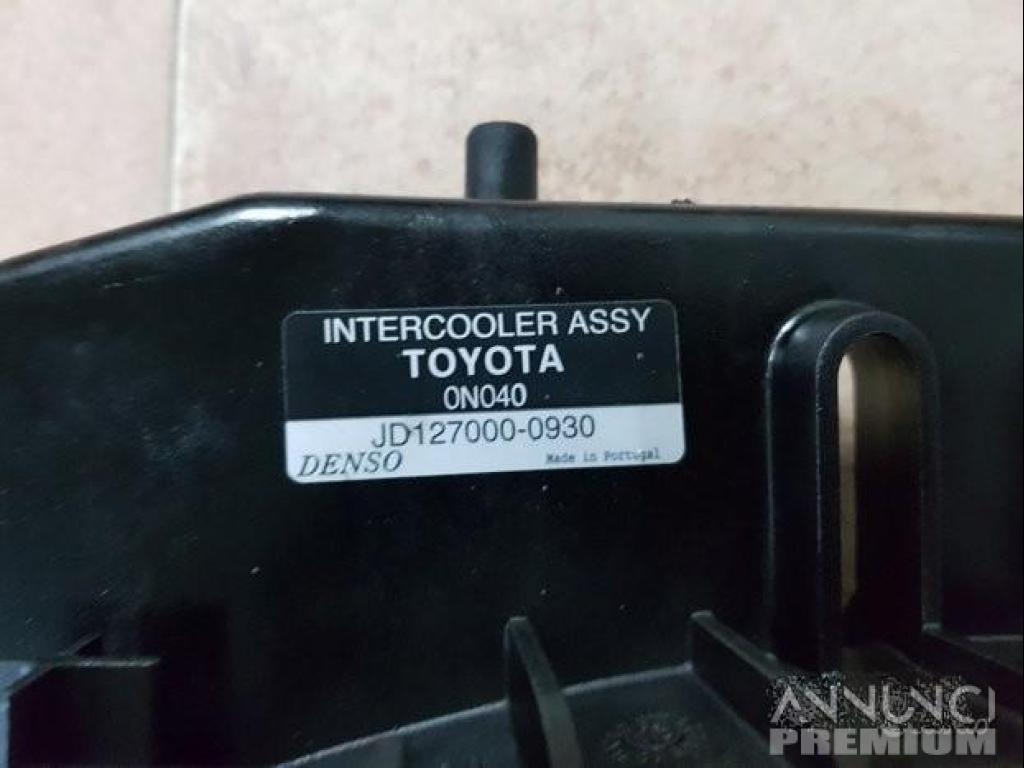 INTERCOOLER ASSY
TOYOTA
0N040
JD127000-0930
DENSO Made in Portugal
ANNUNCI
PREMIUM